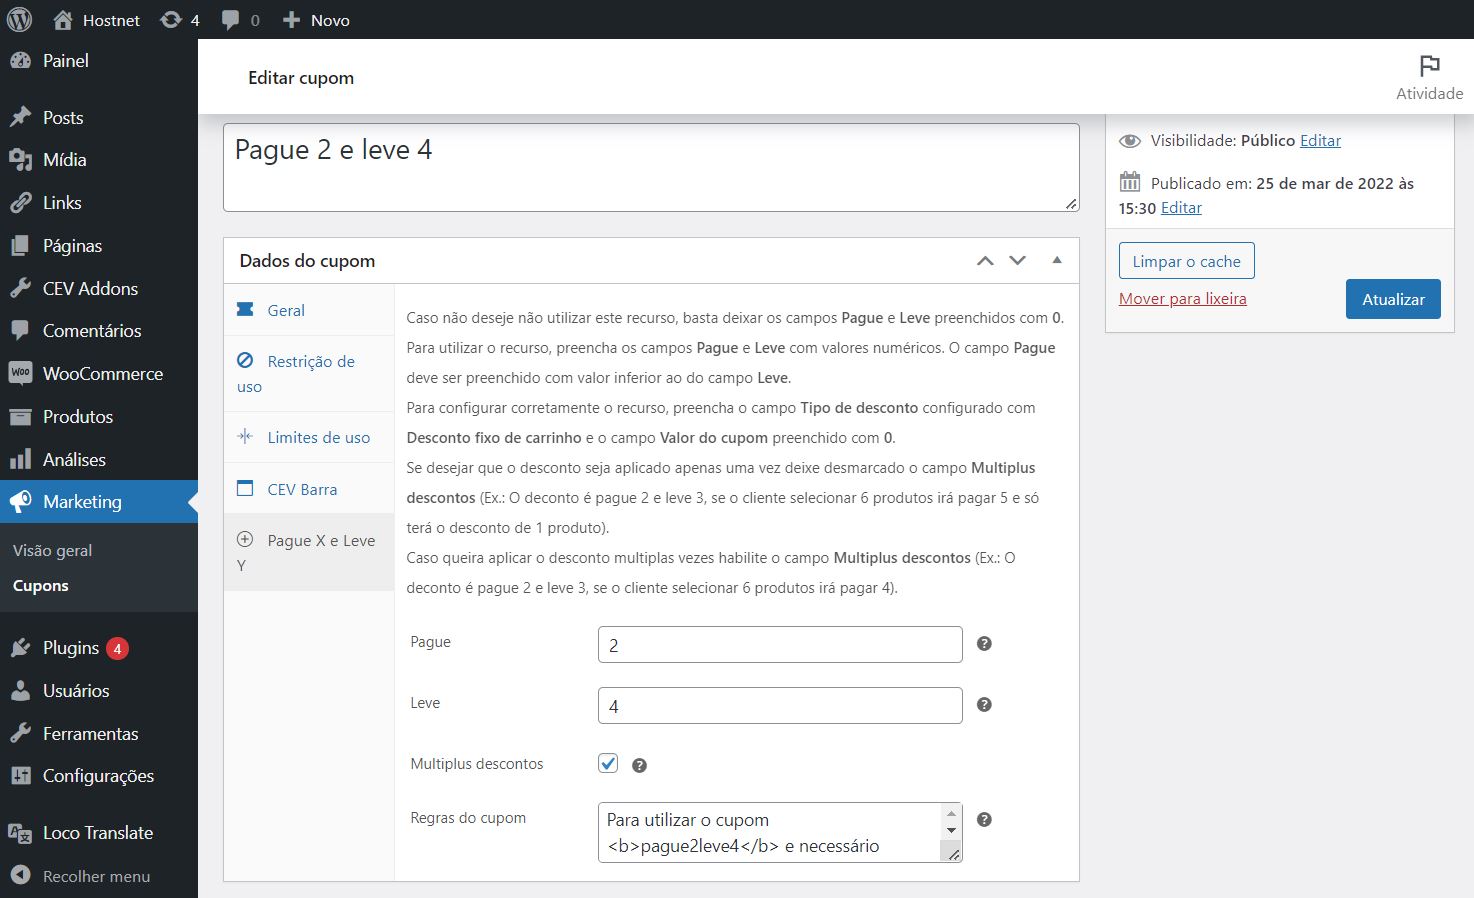 Hostnet 4 0 Novo
Painel
Posts
Mídia
Links
Páginas
CEV Addons
Comentários
WooCommerce
Produtos
Análises
Marketing
Visão geral
Cupons
Plugins 4
Usuários
Ferramentas
Configurações
Loco Translate
Recolher menu
Editar cupom
Atividade
Pague 2 e leve 4
Dados do cupom
Geral
Restrição de
uso
Limites de uso
CEV Barra
Pague X e Leve
Y
Caso não deseje não utilizar este recurso, basta deixar os campos Pague e Leve preenchidos com 0.
Para utilizar o recurso, preencha os campos Pague e Leve com valores numéricos. O campo Pague
deve ser preenchido com valor inferior ao do campo Leve.
Para configurar corretamente o recurso, preencha o campo Tipo de desconto configurado com
Desconto fixo de carrinho e o campo Valor do cupom preenchido com 0.
Se desejar que o desconto seja aplicado apenas uma vez deixe desmarcado o campo Multiplus
descontos (Ex.: O deconto é pague 2 e leve 3, se o cliente selecionar 6 produtos irá pagar 5 e só
terá o desconto de 1 produto).
Caso queira aplicar o desconto multiplas vezes habilite o campo Multiplus descontos (Ex.: O
deconto é pague 2 e leve 3, se o cliente selecionar 6 produtos irá pagar 4).
Pague 2 ?
Leve 4 ?
Multiplus descontos ?
Regras do cupom ?
Para utilizar o cupom
<b>pague2leve4</b> e necessário
Visibilidade: Público Editar
Publicado em: 25 de mar de 2022 às
15:30 Editar
Limpar o cache
Mover para lixeira
Atualizar